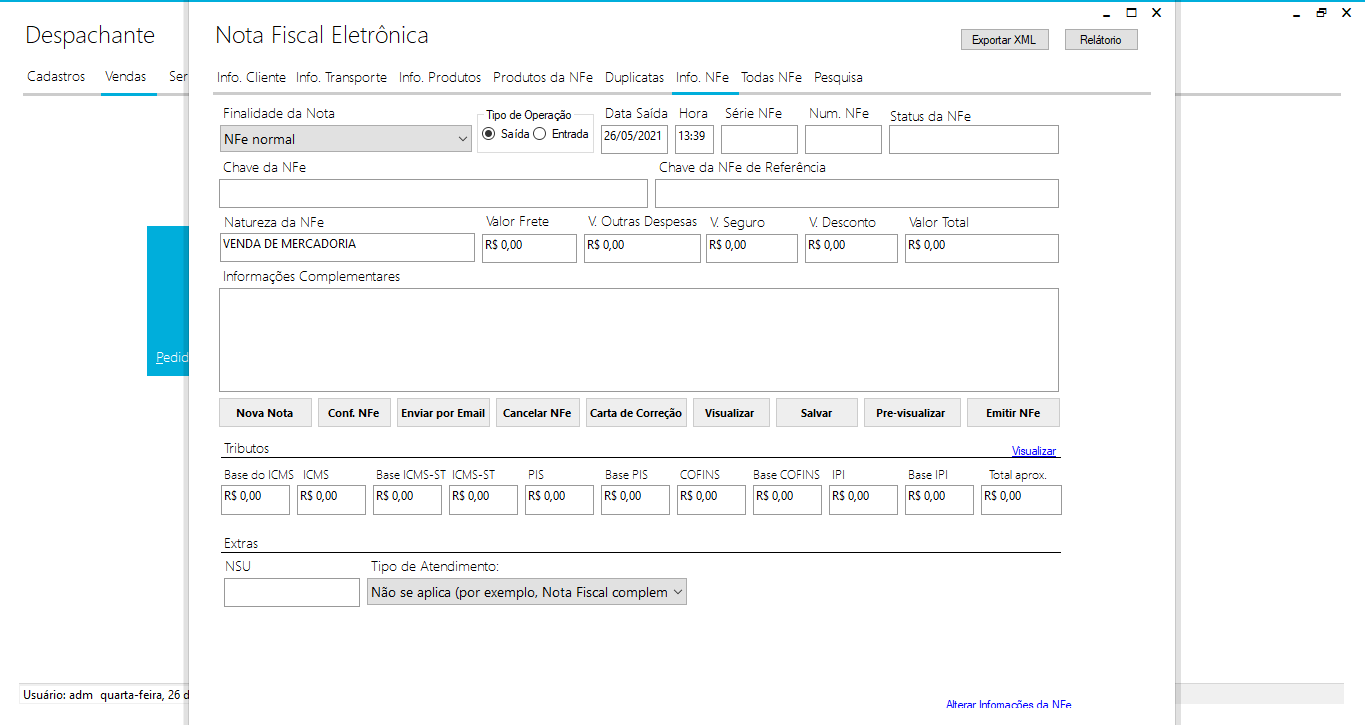 Despachante
Cadastros Vendas Ser
Pedid
Usuário: adm quarta-feira, 26 d
Nota Fiscal Eletrônica
Exportar XML Relátorio
Info. Cliente Info. Transporte Info. Produtos Produtos da NFe Duplicatas Info. NFe Todas NFe Pesquisa
Finalidade da Nota Tipo de Operação Data Saída Hora Série NFe Num. NFe Status da NFe
NFe normal Saída Entrada 26/05/2021 13:39
Chave da NFe Chave da NFe de Referência
Natureza da NFe Valor Frete V. Outras Despesas V. Seguro V. Desconto Valor Total
VENDA DE MERCADORIA R$ 0,00 R$ 0,00 R$ 0,00 R$ 0,00 R$ 0,00
Informações Complementares
Nova Nota Conf. NFe Enviar por Email Cancelar NFe Carta de Correção Visualizar Salvar Pre-visualizar Emitir NFe
Tributos Visualizar
Base do ICMS ICMS Base ICMS-ST ICMS-ST PIS Base PIS COFINS Base COFINS IPI Base IPI Total aprox.
R$ 0,00 R$ 0,00 R$ 0,00 R$ 0,00 R$ 0,00 R$ 0,00 R$ 0,00 R$ 0,00 R$ 0,00 R$ 0,00 R$ 0,00
Extras
NSU Tipo de Atendimento:
Não se aplica (por exemplo, Nota Fiscal complem
Alterar Infomações da NFe